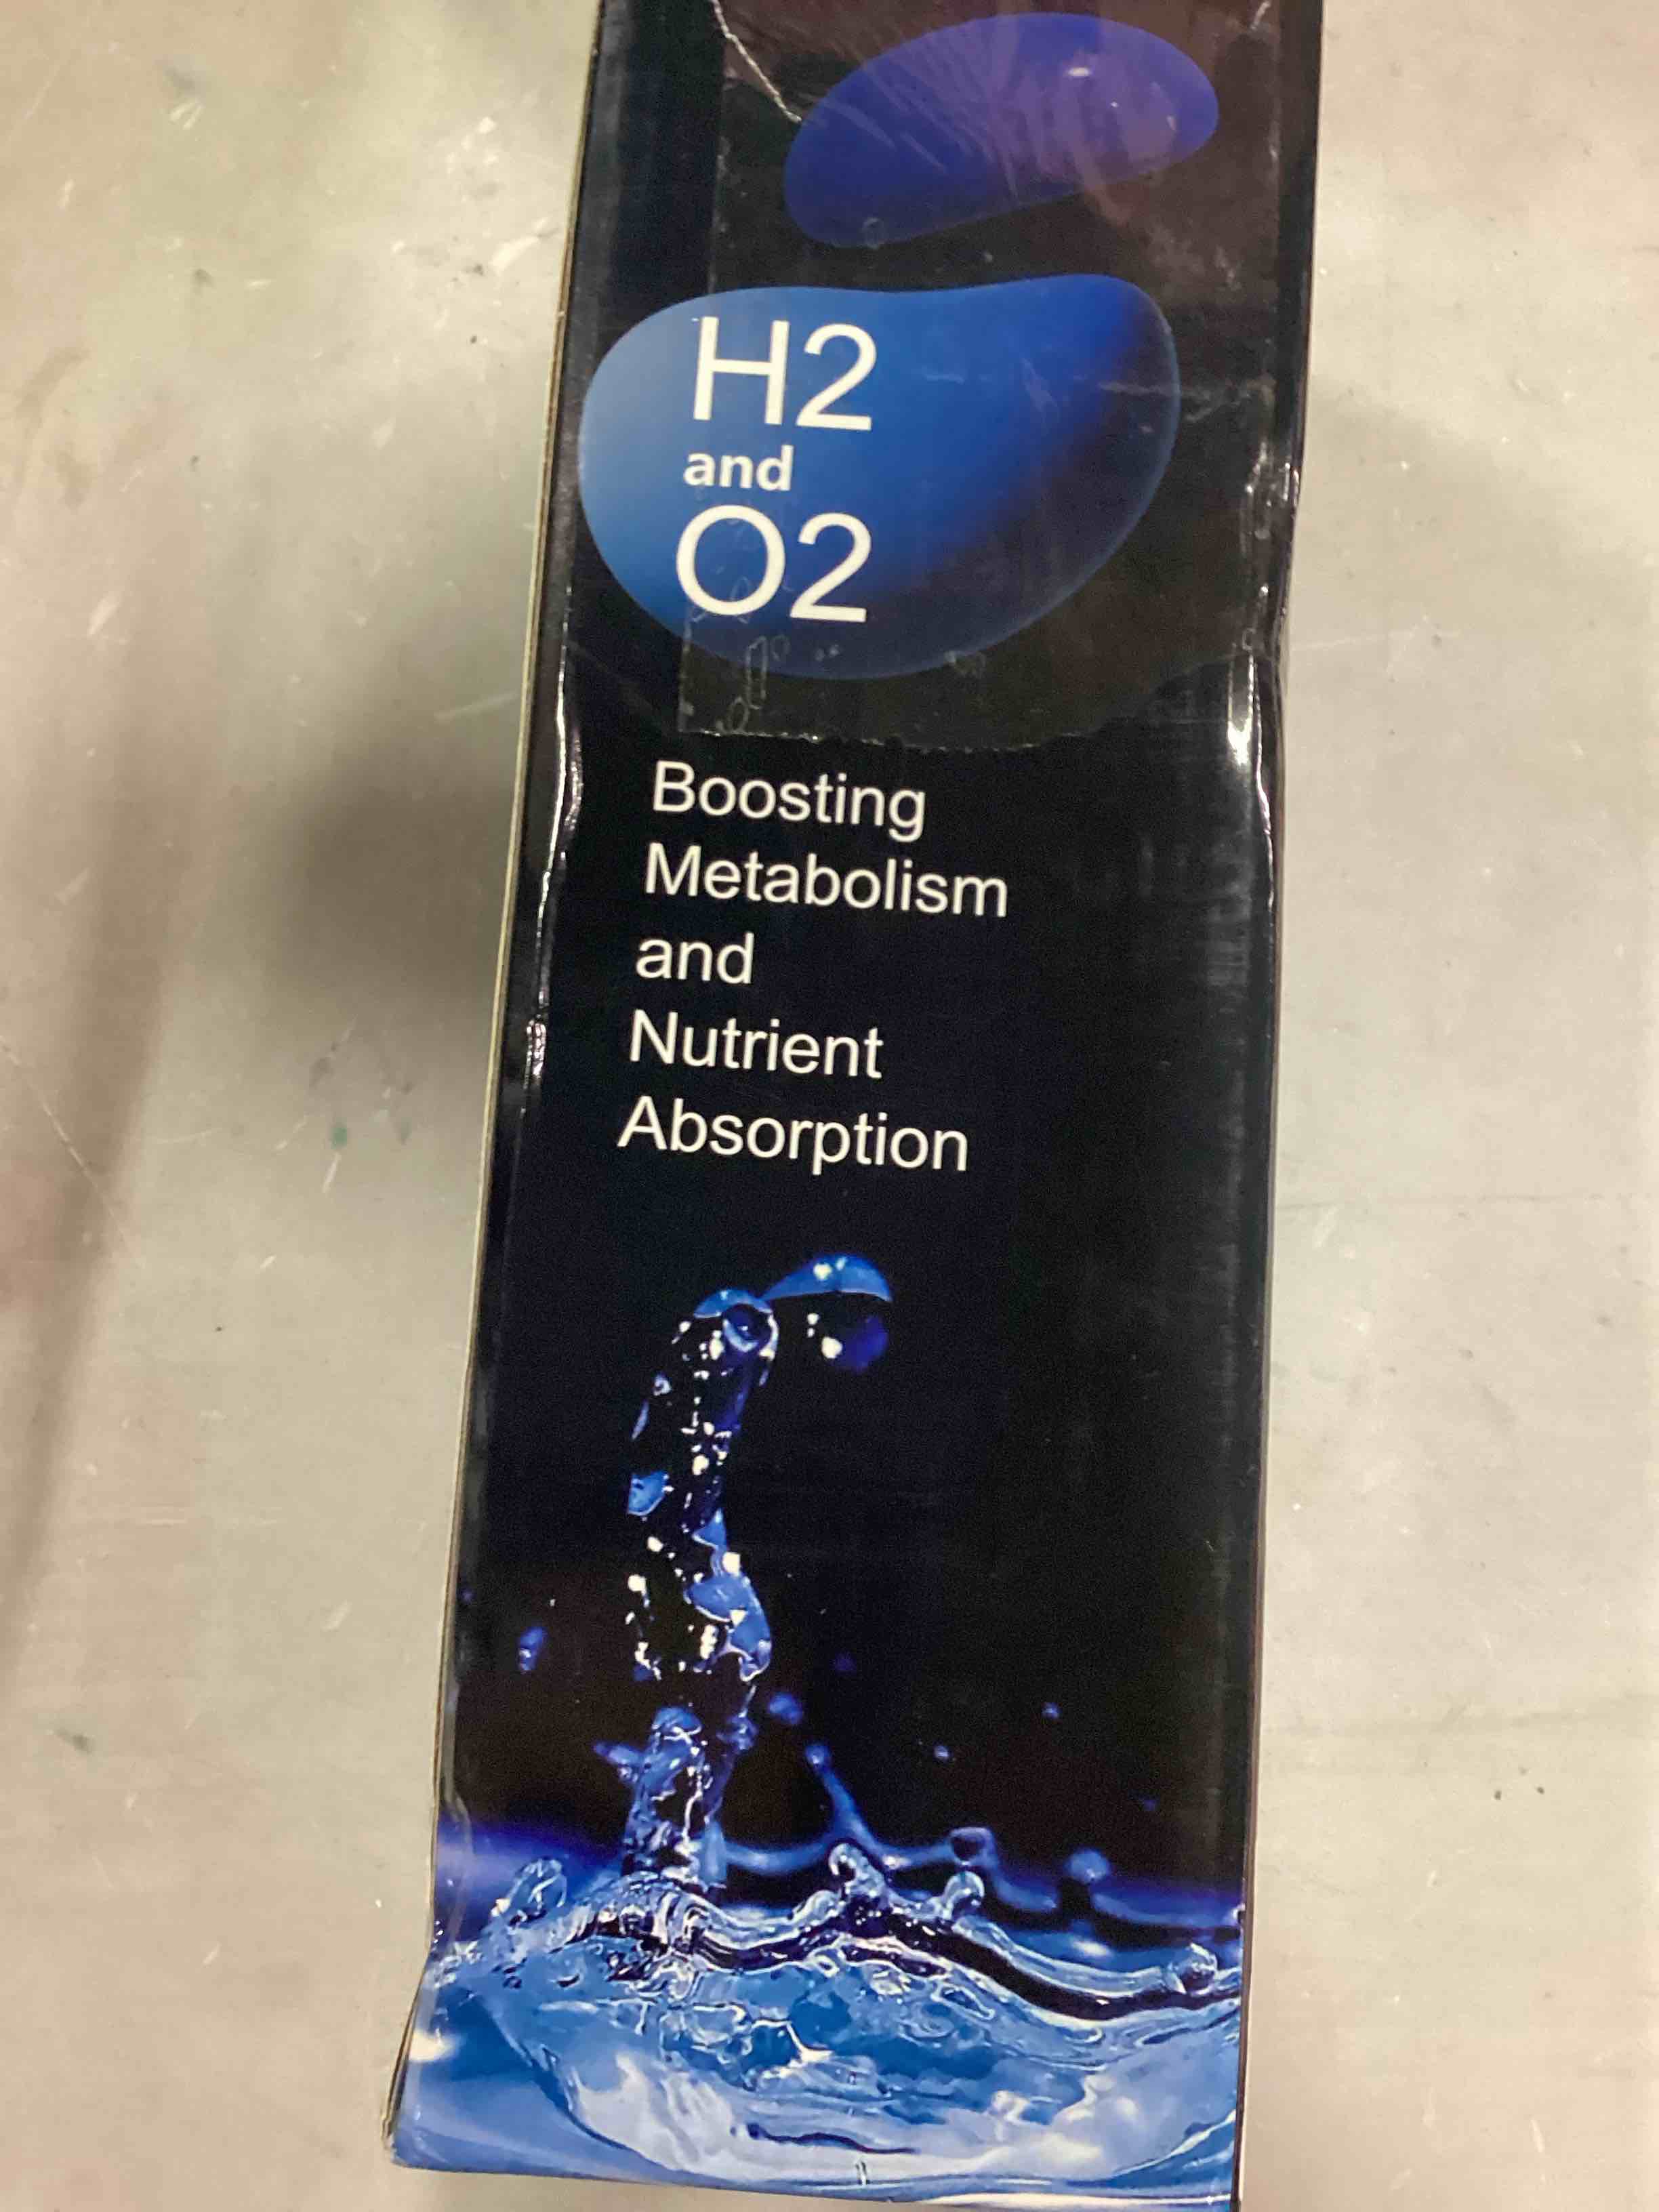 H2
and
O2
Boosting
Metabolism
and
Nutrient
Absorption